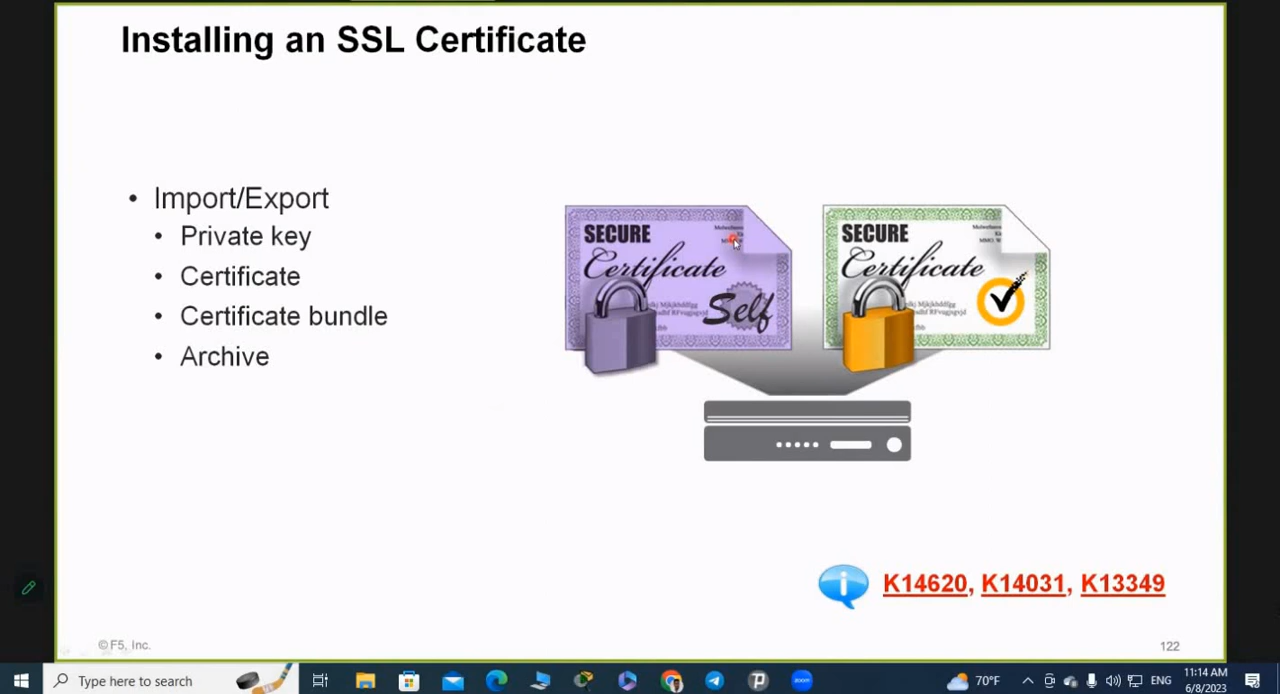 Installing an SSL Certificate
• Import/Export
• Private key
• Certificate
• Certificate bundle
• Archive
SECURE
Certificate
Self
SECURE
Certificate
K14620, K14031, K13349
©F5, Inc.
122
Type here to search
70°F
ENG
11:14 AM
6/8/2023